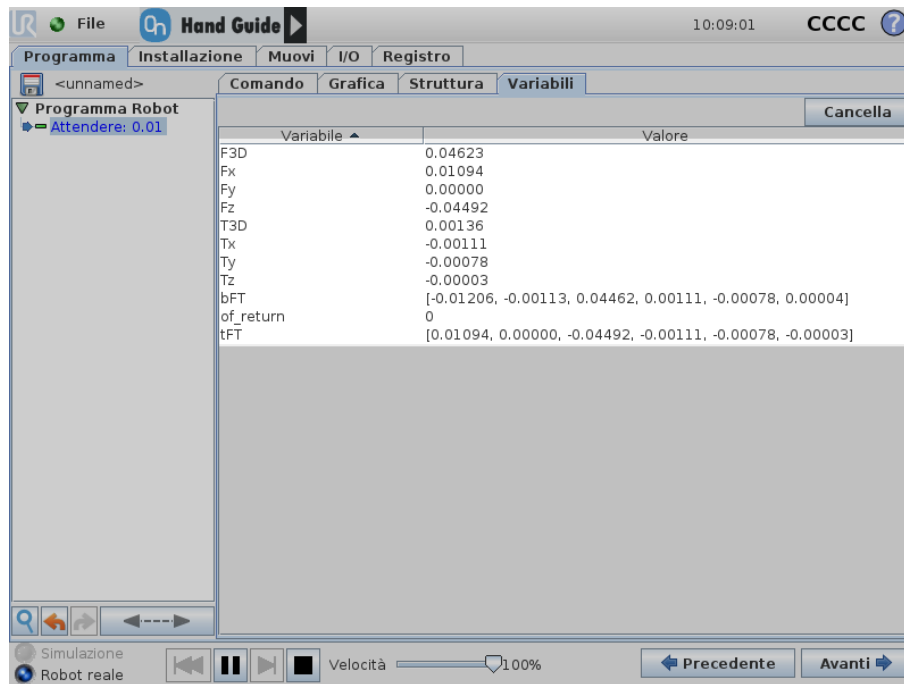 UR File On Hand Guide 10:09:01 CCCC ?
Programma Installazione Muovi I/O Registro
<unnamed> Comando Grafica Struttura Variabili
Programma Robot
Attendere: 0.01
Cancella
Variabile Valore
F3D 0.04623
Fx 0.01094
Fy 0.00000
Fz -0.04492
T3D 0.00136
Tx -0.00111
Ty -0.00078
Tz -0.00003
bFT [-0.01206, -0.00113, 0.04462, 0.00111, -0.00078, 0.00004]
of_return 0
tFT [0.01094, 0.00000, -0.04492, -0.00111, -0.00078, -0.00003]
Simulazione
Robot reale
Velocità 100%
Precedente Avanti